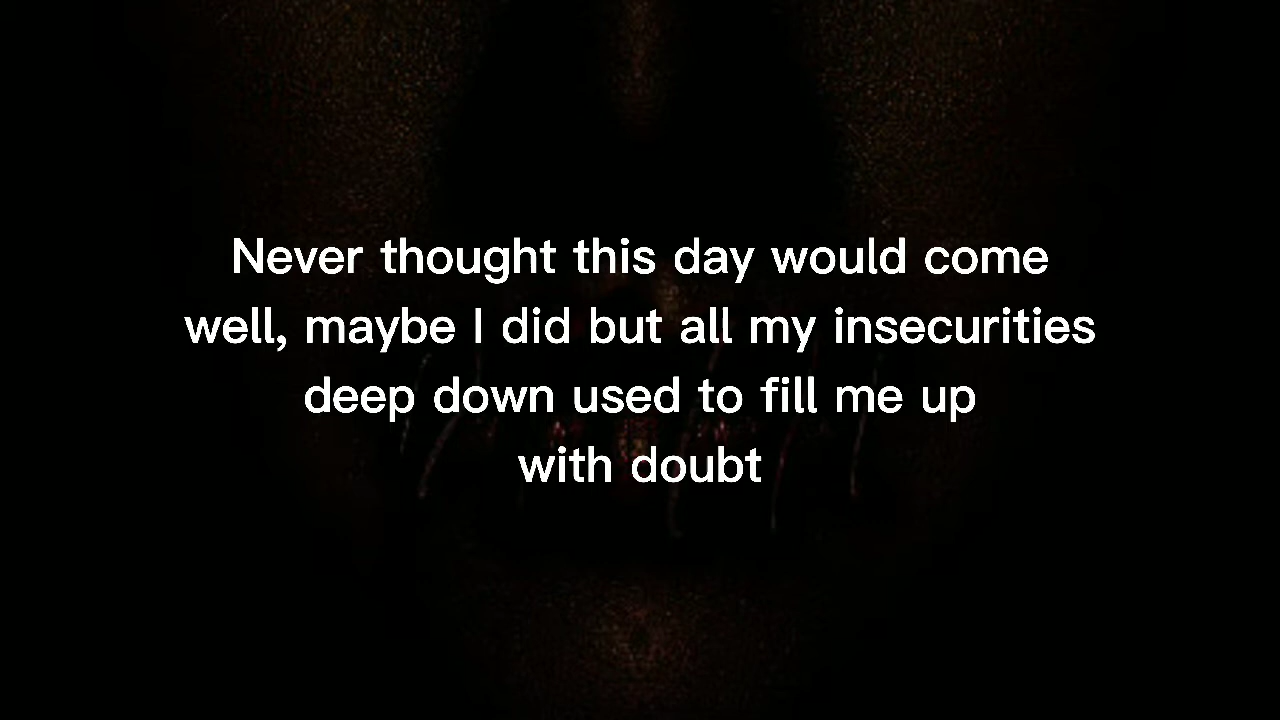 Never thought this day would come
well, maybe I did but all my insecurities
deep down used to fill me up
with doubt